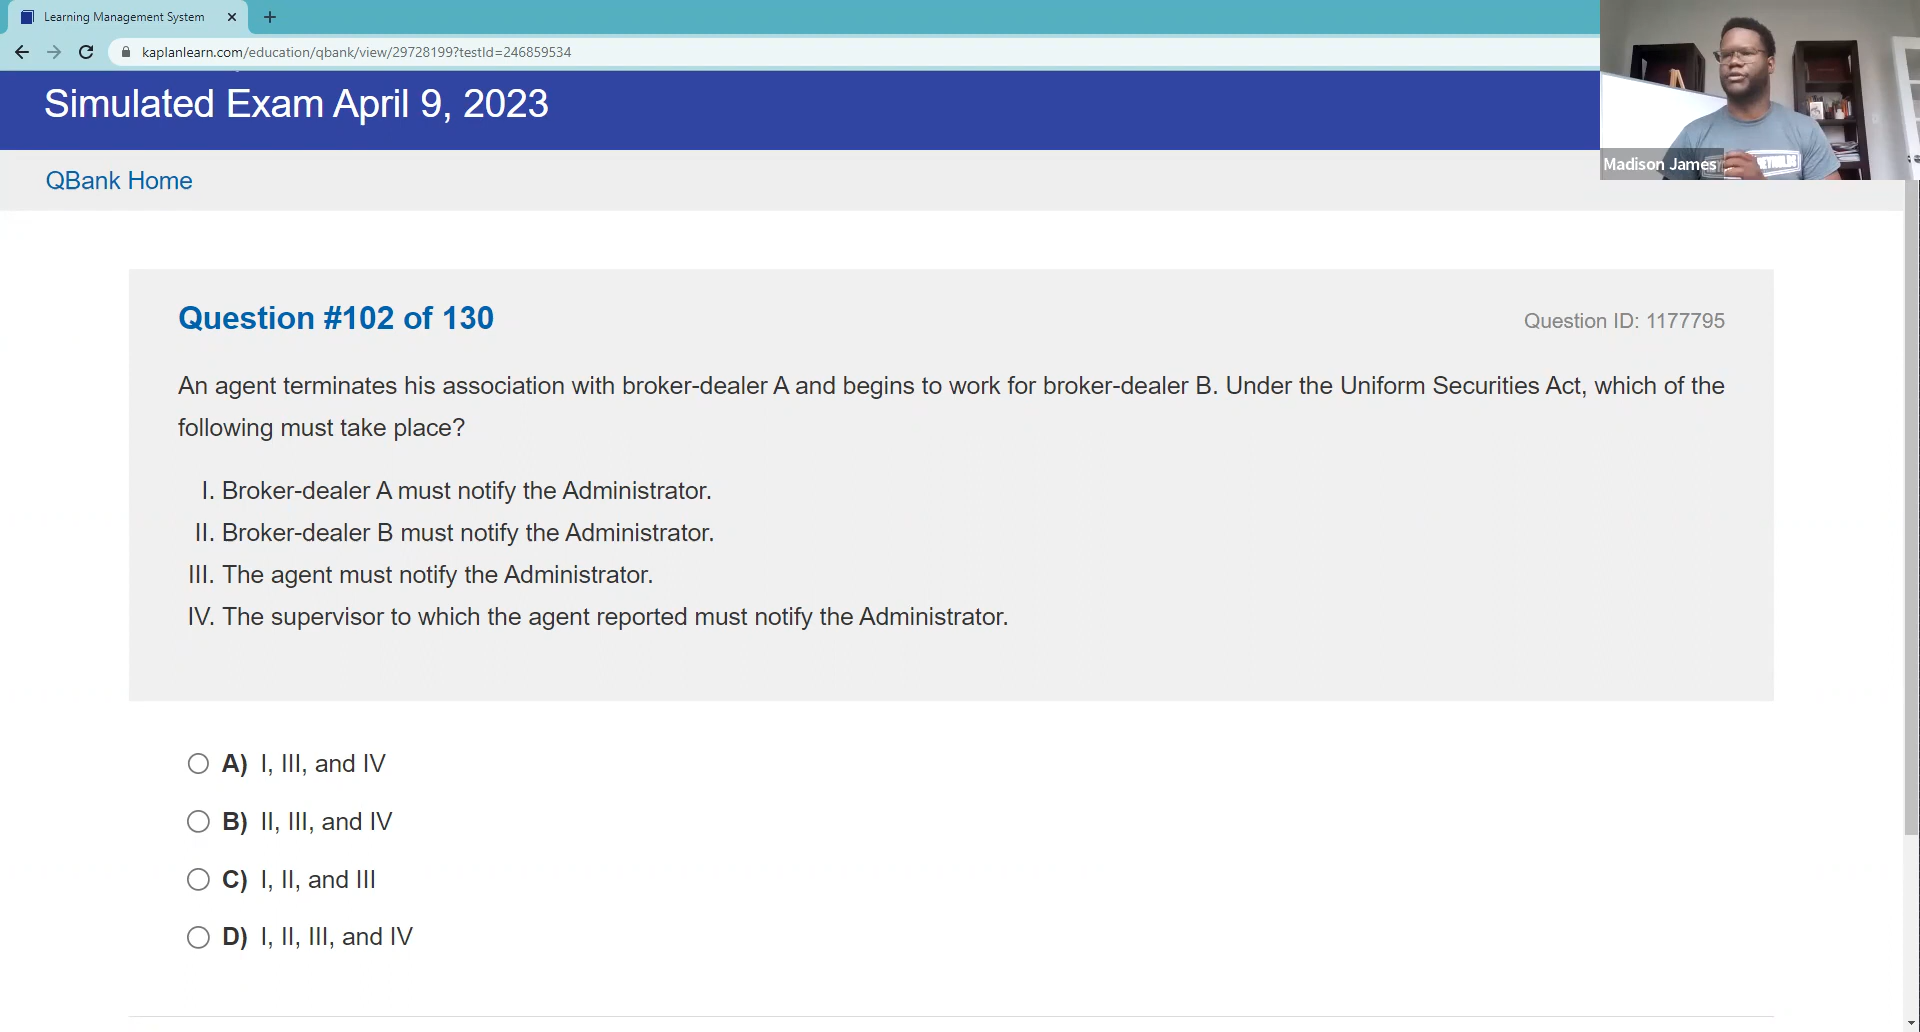 Learning Management System
kaplanlearn.com/education/qbank/view/29728199?testId=246859534
Simulated Exam April 9, 2023
Madison James
QBank Home
Question #102 of 130
Question ID: 1177795
An agent terminates his association with broker-dealer A and begins to work for broker-dealer B. Under the Uniform Securities Act, which of the
following must take place?
I. Broker-dealer A must notify the Administrator.
II. Broker-dealer B must notify the Administrator.
III. The agent must notify the Administrator.
IV. The supervisor to which the agent reported must notify the Administrator.
A) I, III, and IV
B) II, III, and IV
C) I, II, and III
D) I, II, III, and IV